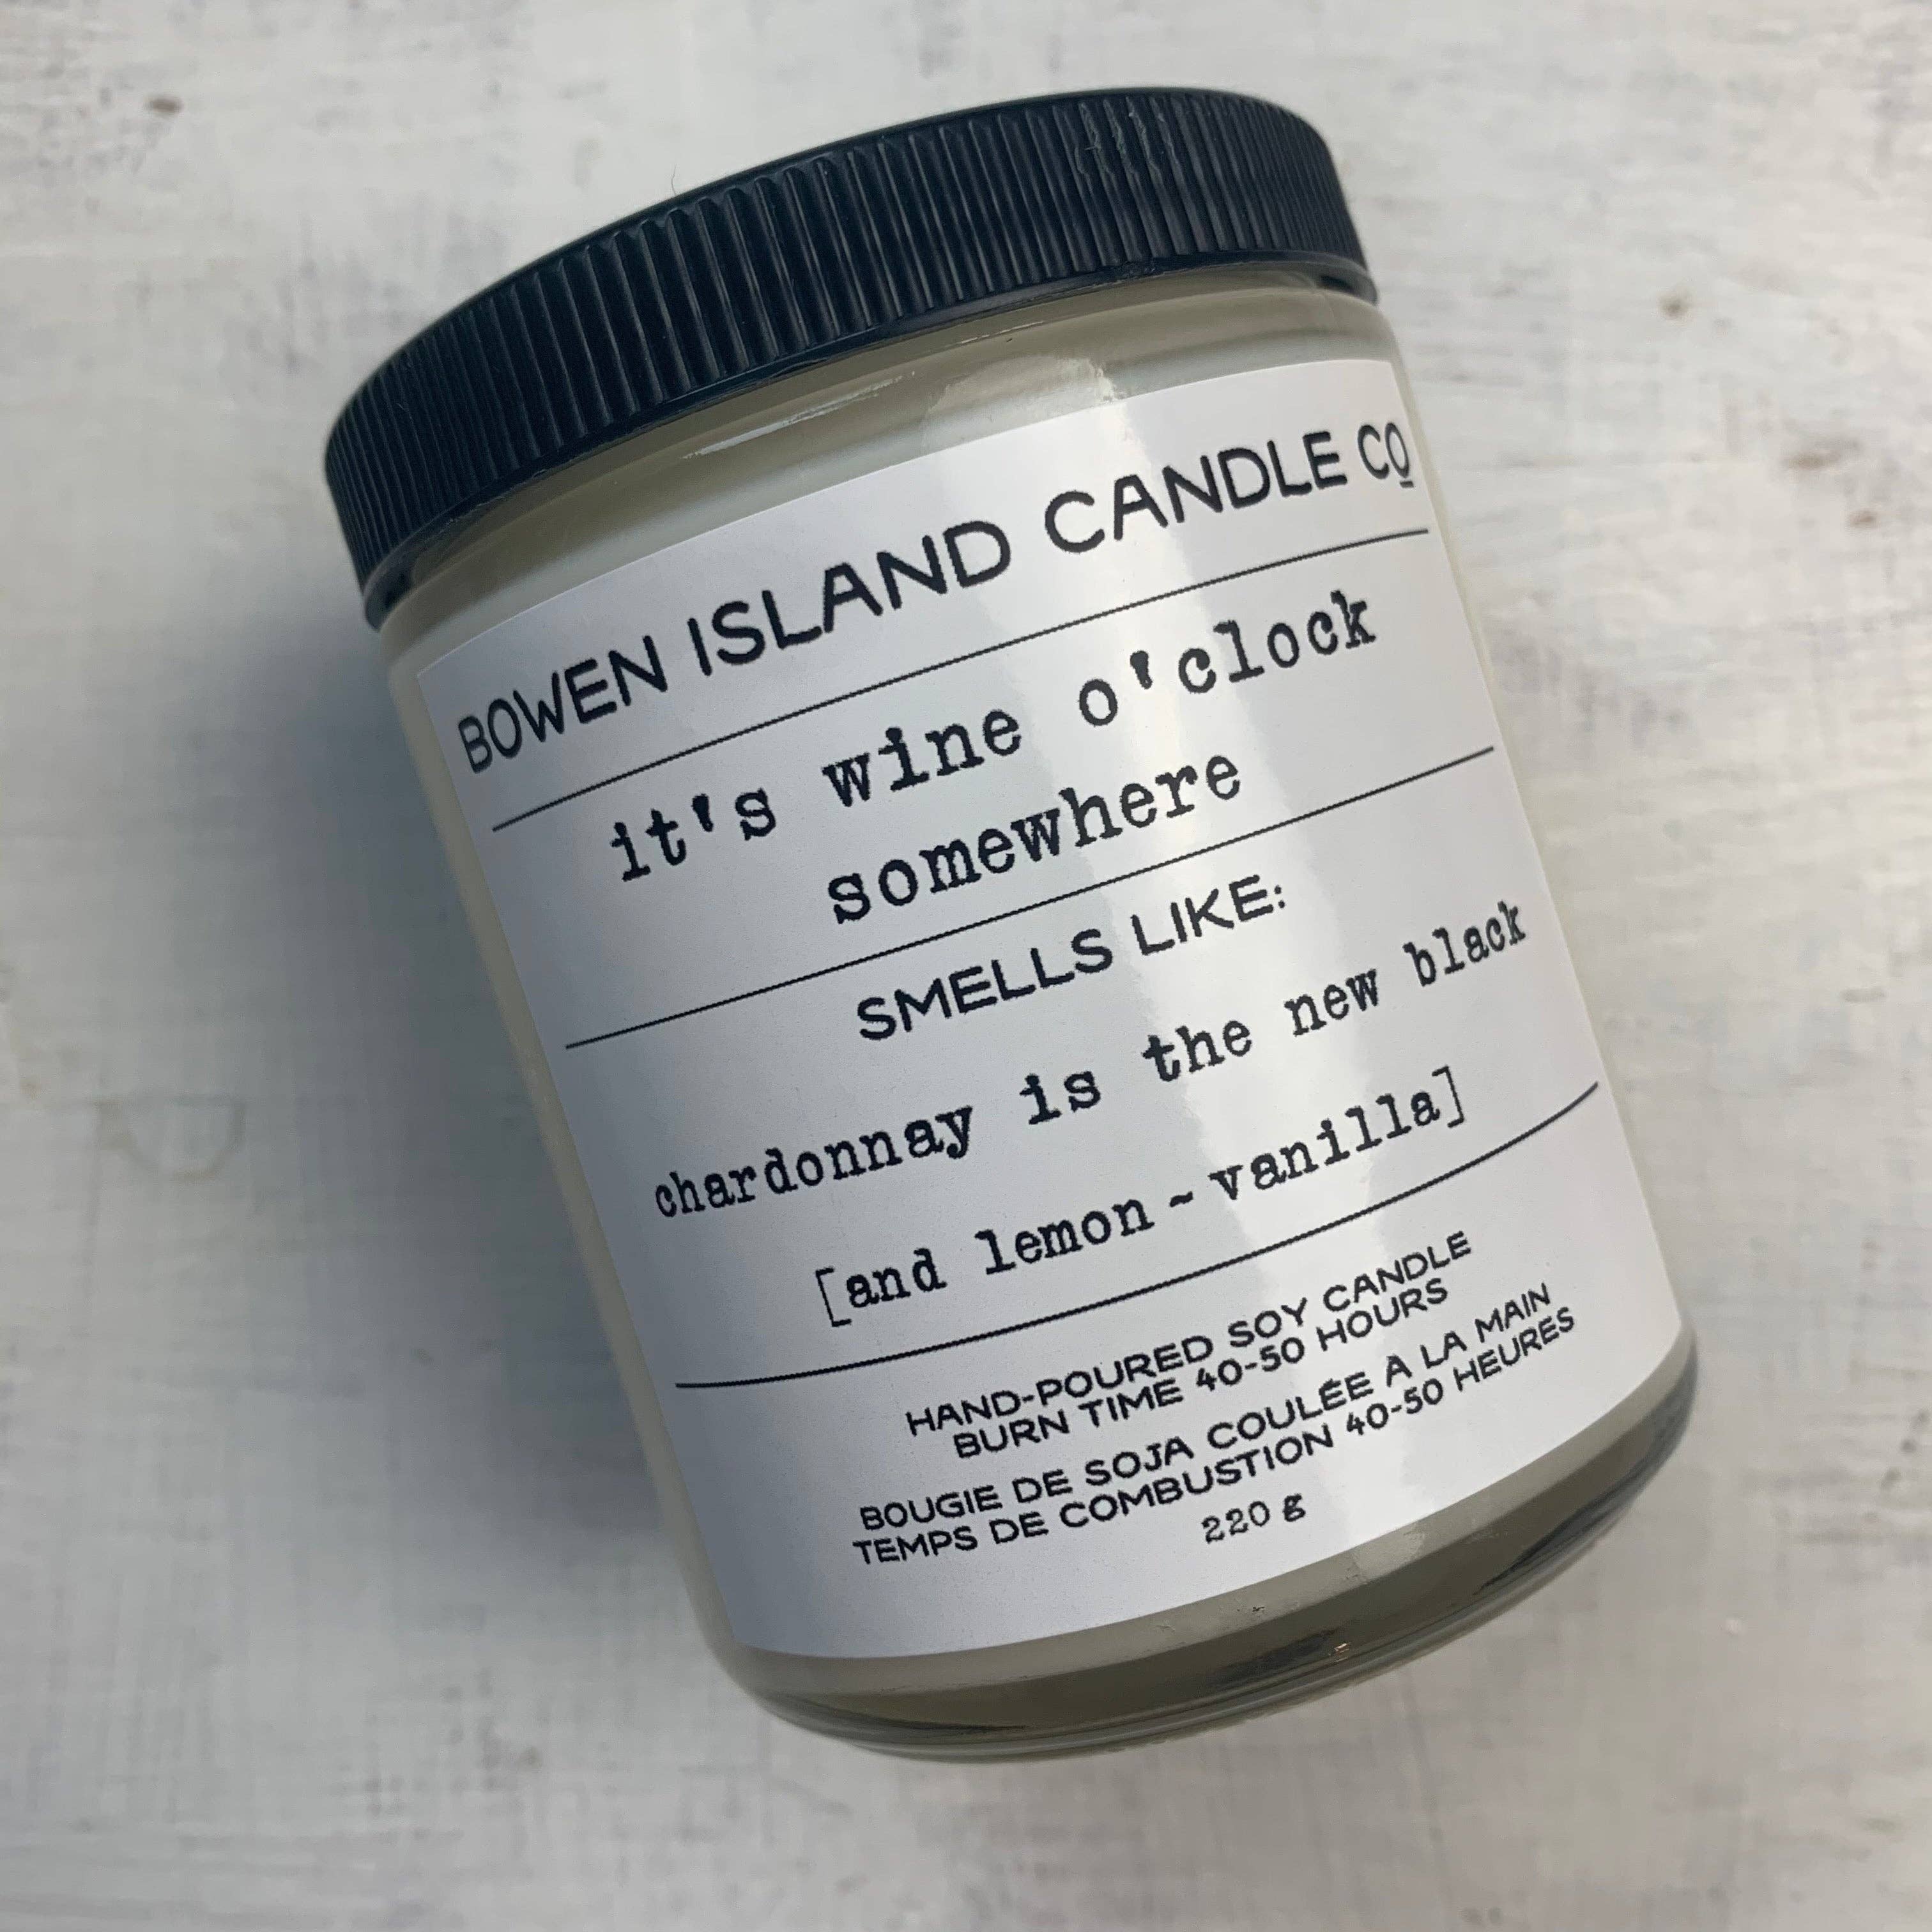 BOWEN ISLAND CANDLE CO
it's wine o'clock
somewhere
SMELLS LIKE:
chardonnay is the new black
[and lemon~vanilla]
HAND-POURED SOY CANDLE
BURN TIME 40-50 HOURS
BOUGIE DE SOJA COULÉE À LA MAIN
TEMPS DE COMBUSTION 40-50 HEURES
220 g